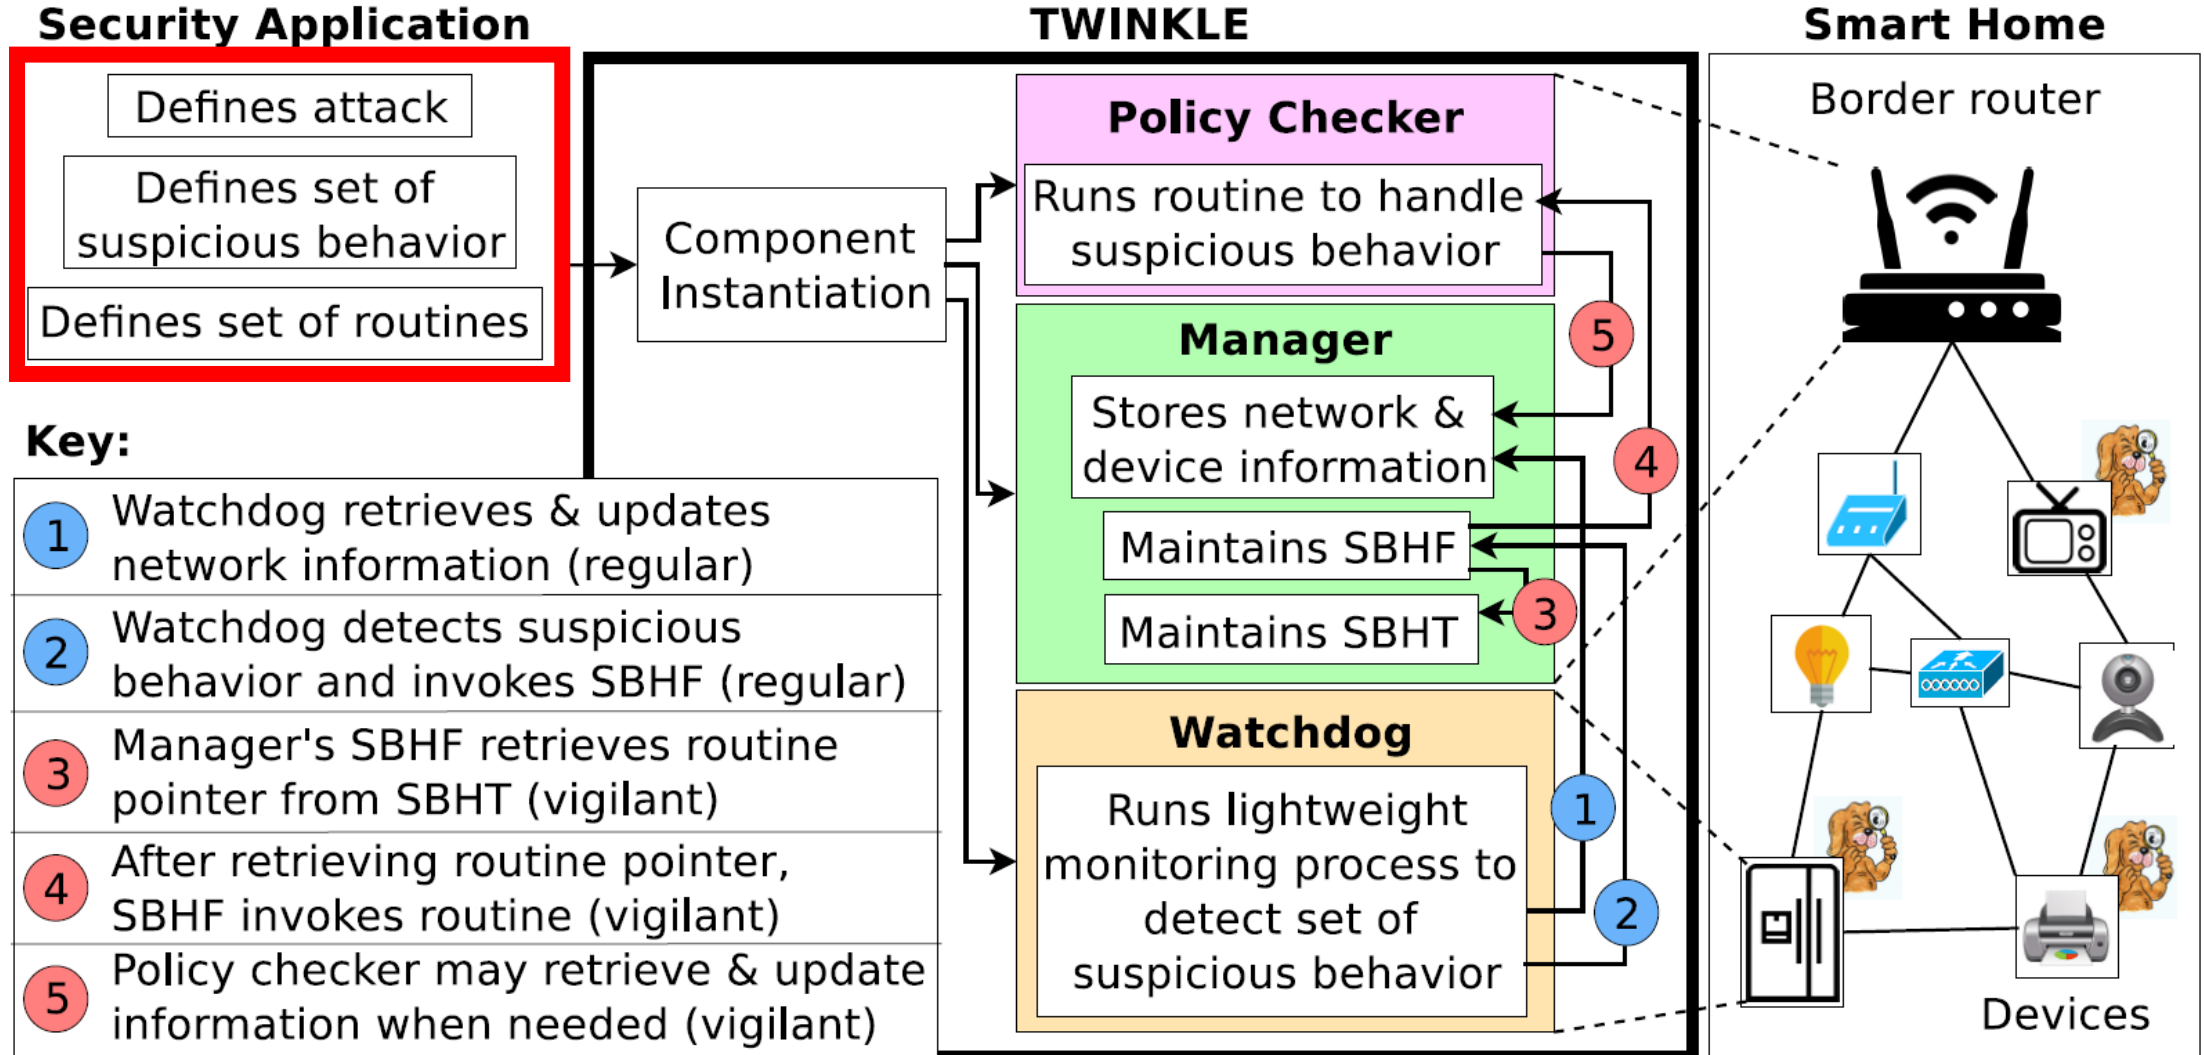 Security Application
Defines attack
Defines set of
suspicious behavior
Defines set of routines
Key:
1
Watchdog retrieves & updates
network information (regular)
2
Watchdog detects suspicious
behavior and invokes SBHF (regular)
3
Manager's SBHF retrieves routine
pointer from SBHT (vigilant)
4
After retrieving routine pointer,
SBHF invokes routine (vigilant)
5
Policy checker may retrieve & update
information when needed (vigilant)
TWINKLE
Component
Instantiation
Policy Checker
Runs routine to handle
suspicious behavior
Manager
Stores network &
device information
Maintains SBHF
Maintains SBHT
Watchdog
Runs lightweight
monitoring process to
detect set of
suspicious behavior
5
4
3
1
2
Smart Home
Border router
Devices